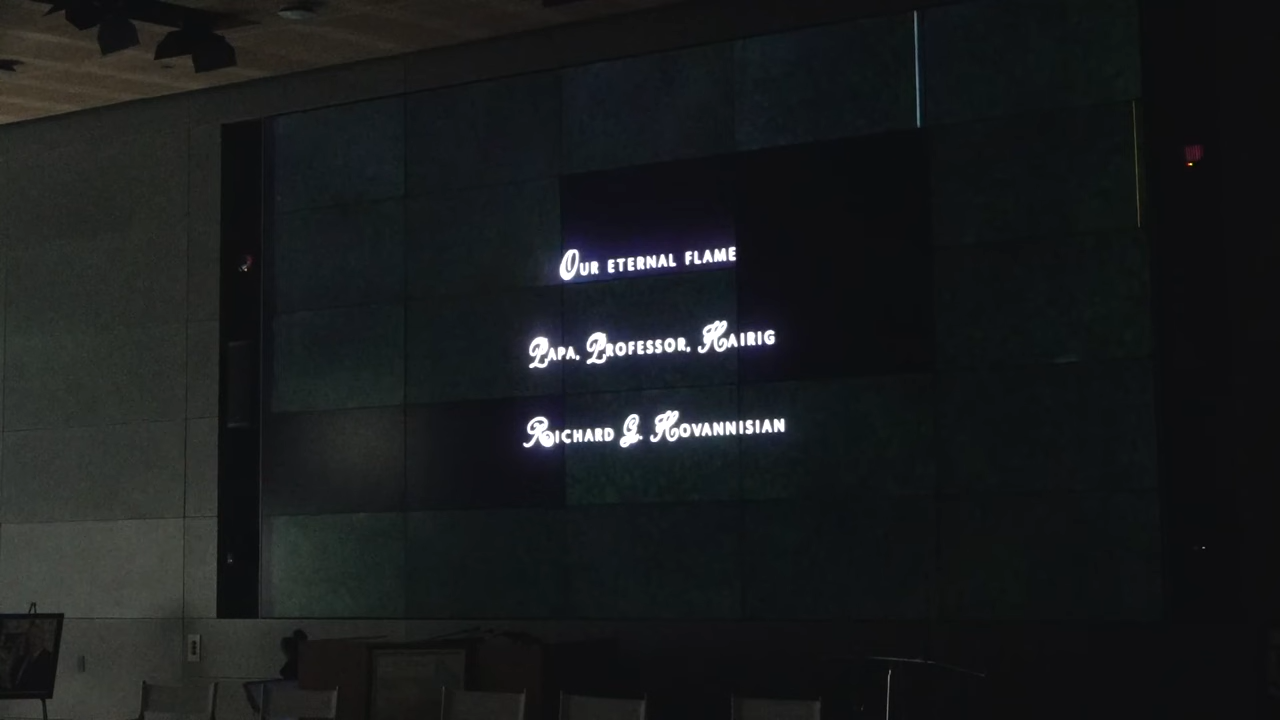 Our eternal flame
Papa, Professor, Hairig
Richard G. Hovannisian